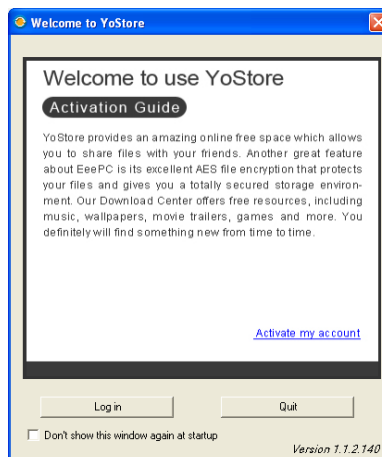 Welcome to YoStore
Welcome to use YoStore
Activation Guide
YoStore provides an amazing online free space which allows
you to share files with your friends. Another great feature
about EeePC is its excellent AES file encryption that protects
your files and gives you a totally secured storage environ-
ment. Our Download Center offers free resources, including
music, wallpapers, movie trailers, games and more. You
definitely will find something new from time to time.
Activate my account
Log in
Quit
Don't show this window again at startup
Version 1.1.2.140